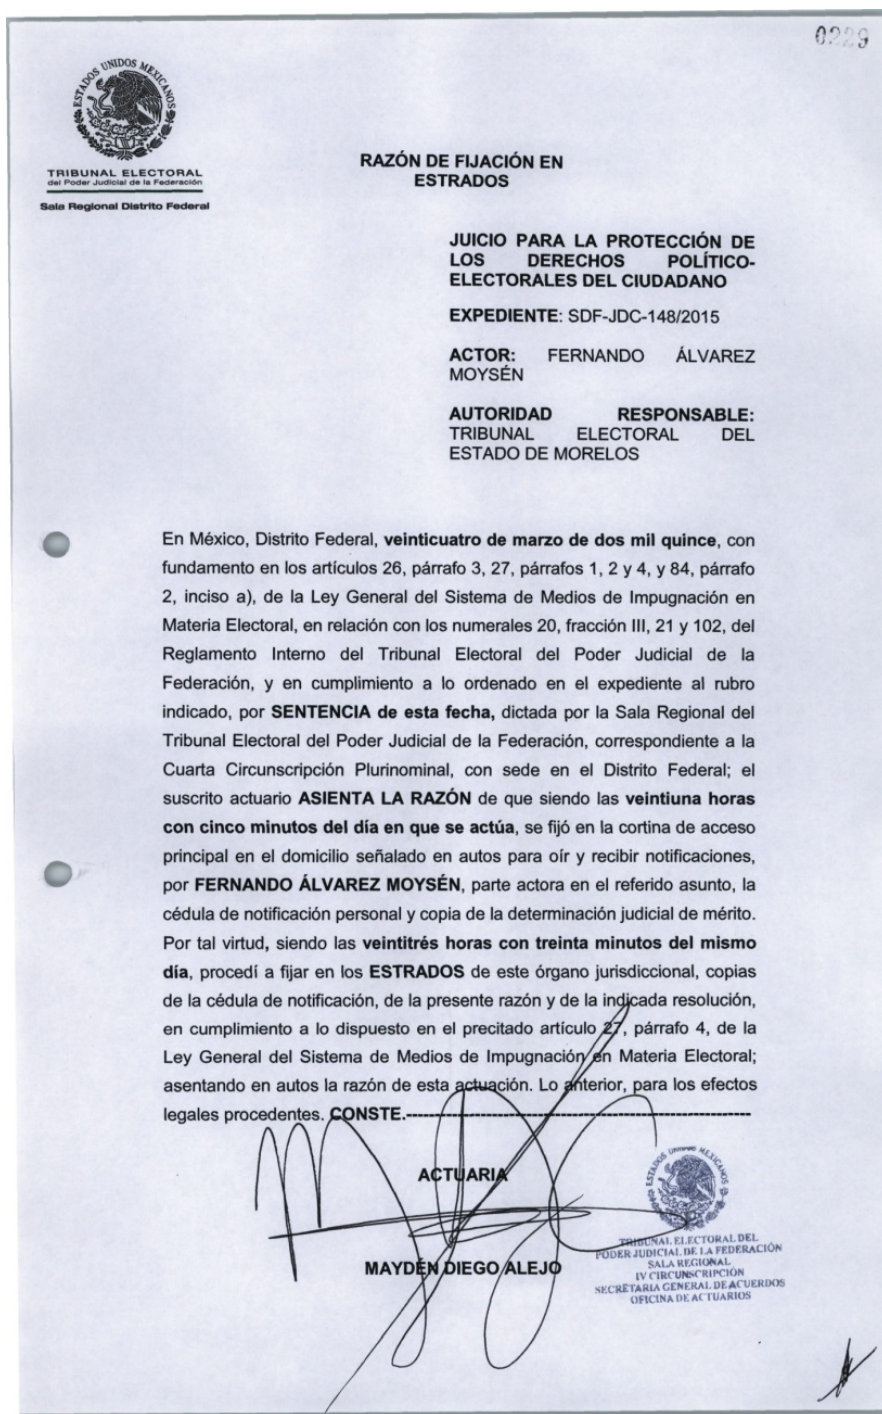 0229
ESTADOS UNIDOS MEXICANOS
TRIBUNAL ELECTORAL
del Poder Judicial de la Federación
Sala Regional Distrito Federal
RAZÓN DE FIJACIÓN EN
ESTRADOS
JUICIO PARA LA PROTECCIÓN DE
LOS DERECHOS POLÍTICO-
ELECTORALES DEL CIUDADANO
EXPEDIENTE: SDF-JDC-148/2015
ACTOR: FERNANDO ÁLVAREZ
MOYSÉN
AUTORIDAD RESPONSABLE:
TRIBUNAL ELECTORAL DEL
ESTADO DE MORELOS
En México, Distrito Federal, veinticuatro de marzo de dos mil quince, con
fundamento en los artículos 26, párrafo 3, 27, párrafos 1, 2 y 4, y 84, párrafo
2, inciso a), de la Ley General del Sistema de Medios de Impugnación en
Materia Electoral, en relación con los numerales 20, fracción III, 21 y 102, del
Reglamento Interno del Tribunal Electoral del Poder Judicial de la
Federación, y en cumplimiento a lo ordenado en el expediente al rubro
indicado, por SENTENCIA de esta fecha, dictada por la Sala Regional del
Tribunal Electoral del Poder Judicial de la Federación, correspondiente a la
Cuarta Circunscripción Plurinominal, con sede en el Distrito Federal; el
suscrito actuario ASIENTA LA RAZÓN de que siendo las veintiuna horas
con cinco minutos del día en que se actúa, se fijó en la cortina de acceso
principal en el domicilio señalado en autos para oír y recibir notificaciones,
por FERNANDO ÁLVAREZ MOYSÉN, parte actora en el referido asunto, la
cédula de notificación personal y copia de la determinación judicial de mérito.
Por tal virtud, siendo las veintitrés horas con treinta minutos del mismo
día, procedí a fijar en los ESTRADOS de este órgano jurisdiccional, copias
de la cédula de notificación, de la presente razón y de la indicada resolución,
en cumplimiento a lo dispuesto en el precitado artículo 27, párrafo 4, de la
Ley General del Sistema de Medios de Impugnación en Materia Electoral;
asentando en autos la razón de esta actuación. Lo anterior, para los efectos
legales procedentes. CONSTE.--------------------------------------------------
ACTUARIA
MAYDÉN DIEGO ALEJO
ESTADOS UNIDOS MEXICANOS
TRIBUNAL ELECTORAL DEL
PODER JUDICIAL DE LA FEDERACIÓN
SALA REGIONAL
IV CIRCUNSCRIPCIÓN
SECRETARIA GENERAL DE ACUERDOS
OFICINA DE ACTUARIOS